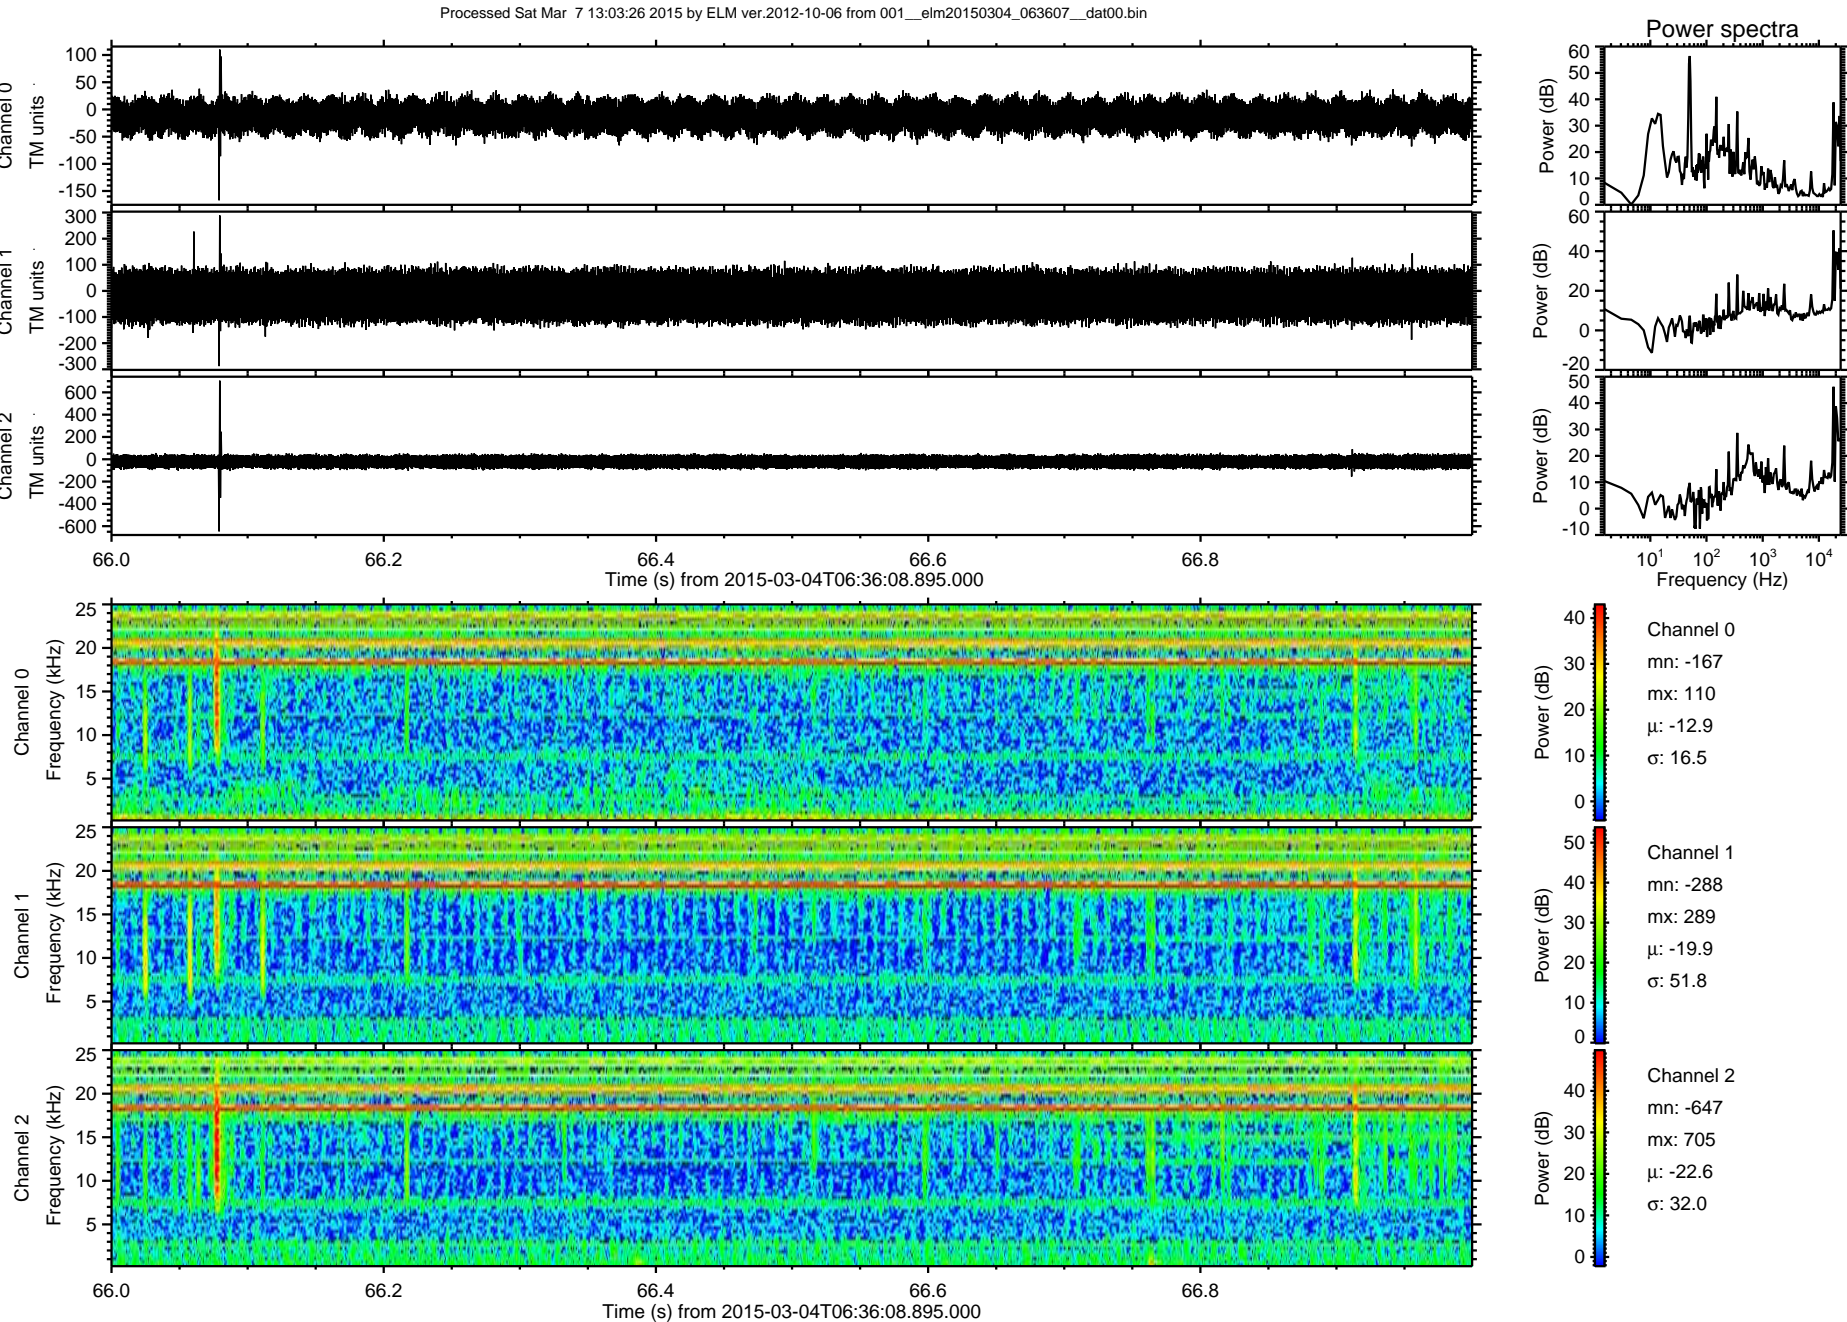 Processed Sat Mar 7 13:03:26 2015 by ELM ver.2012-10-06 from 001__elm20150304_063607__dat00.bin
Power spectra
Channel 0
TM units
100
50
0
-50
-100
-150
Power (dB)
60
50
40
30
20
10
0
Channel 1
TM units
300
200
100
0
-100
-200
-300
Power (dB)
60
40
20
0
-20
Channel 2
TM units
600
400
200
0
-200
-400
-600
Power (dB)
50
40
30
20
10
0
-10
66.0 66.2 66.4 66.6 66.8
Time (s) from 2015-03-04T06:36:08.895.000
10¹ 10² 10³ 10⁴
Frequency (Hz)
Channel 0
Frequency (kHz)
25
20
15
10
5
Power (dB)
40
30
20
10
0
Channel 0
mn: -167
mx: 110
μ: -12.9
σ: 16.5
Channel 1
Frequency (kHz)
25
20
15
10
5
Power (dB)
50
40
30
20
10
0
Channel 1
mn: -288
mx: 289
μ: -19.9
σ: 51.8
Channel 2
Frequency (kHz)
25
20
15
10
5
Power (dB)
40
30
20
10
0
Channel 2
mn: -647
mx: 705
μ: -22.6
σ: 32.0
66.0 66.2 66.4 66.6 66.8
Time (s) from 2015-03-04T06:36:08.895.000